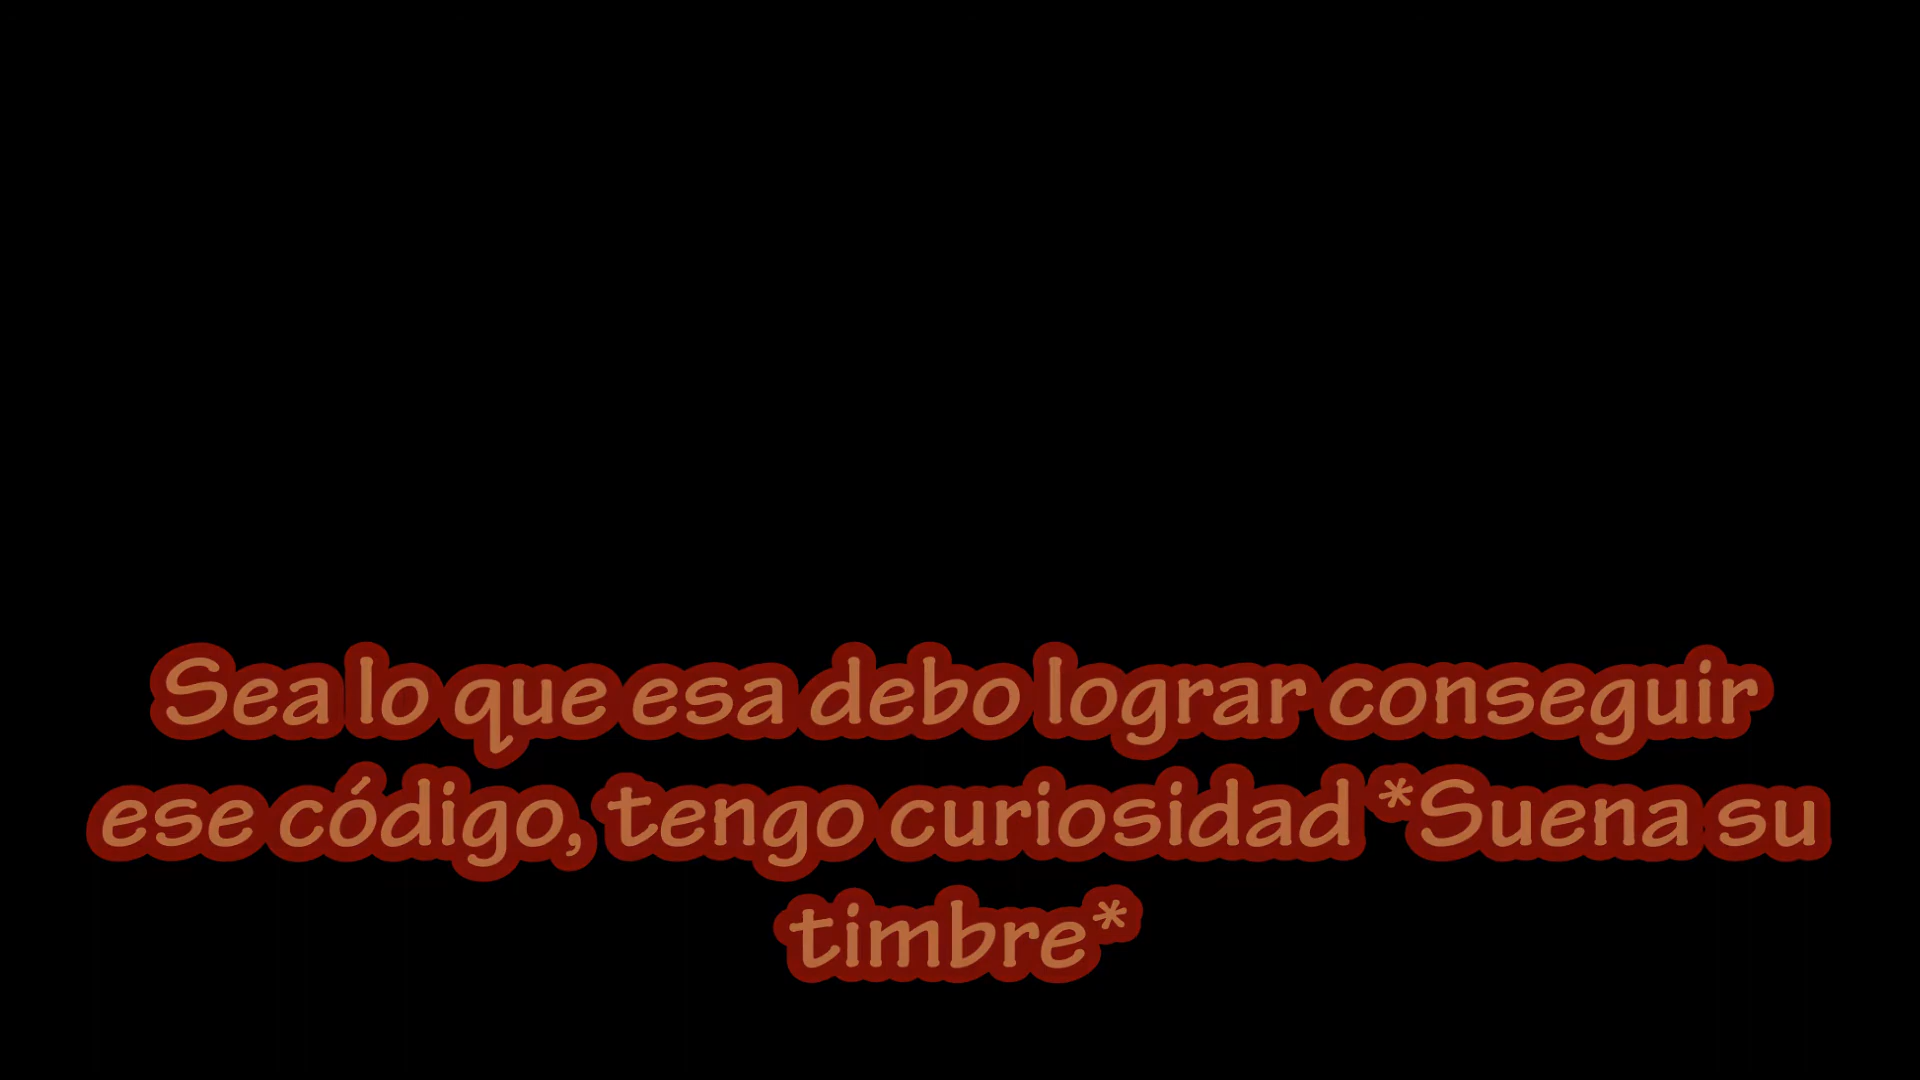 Sea lo que esa debo lograr conseguir
ese código, tengo curiosidad *Suena su
timbre*